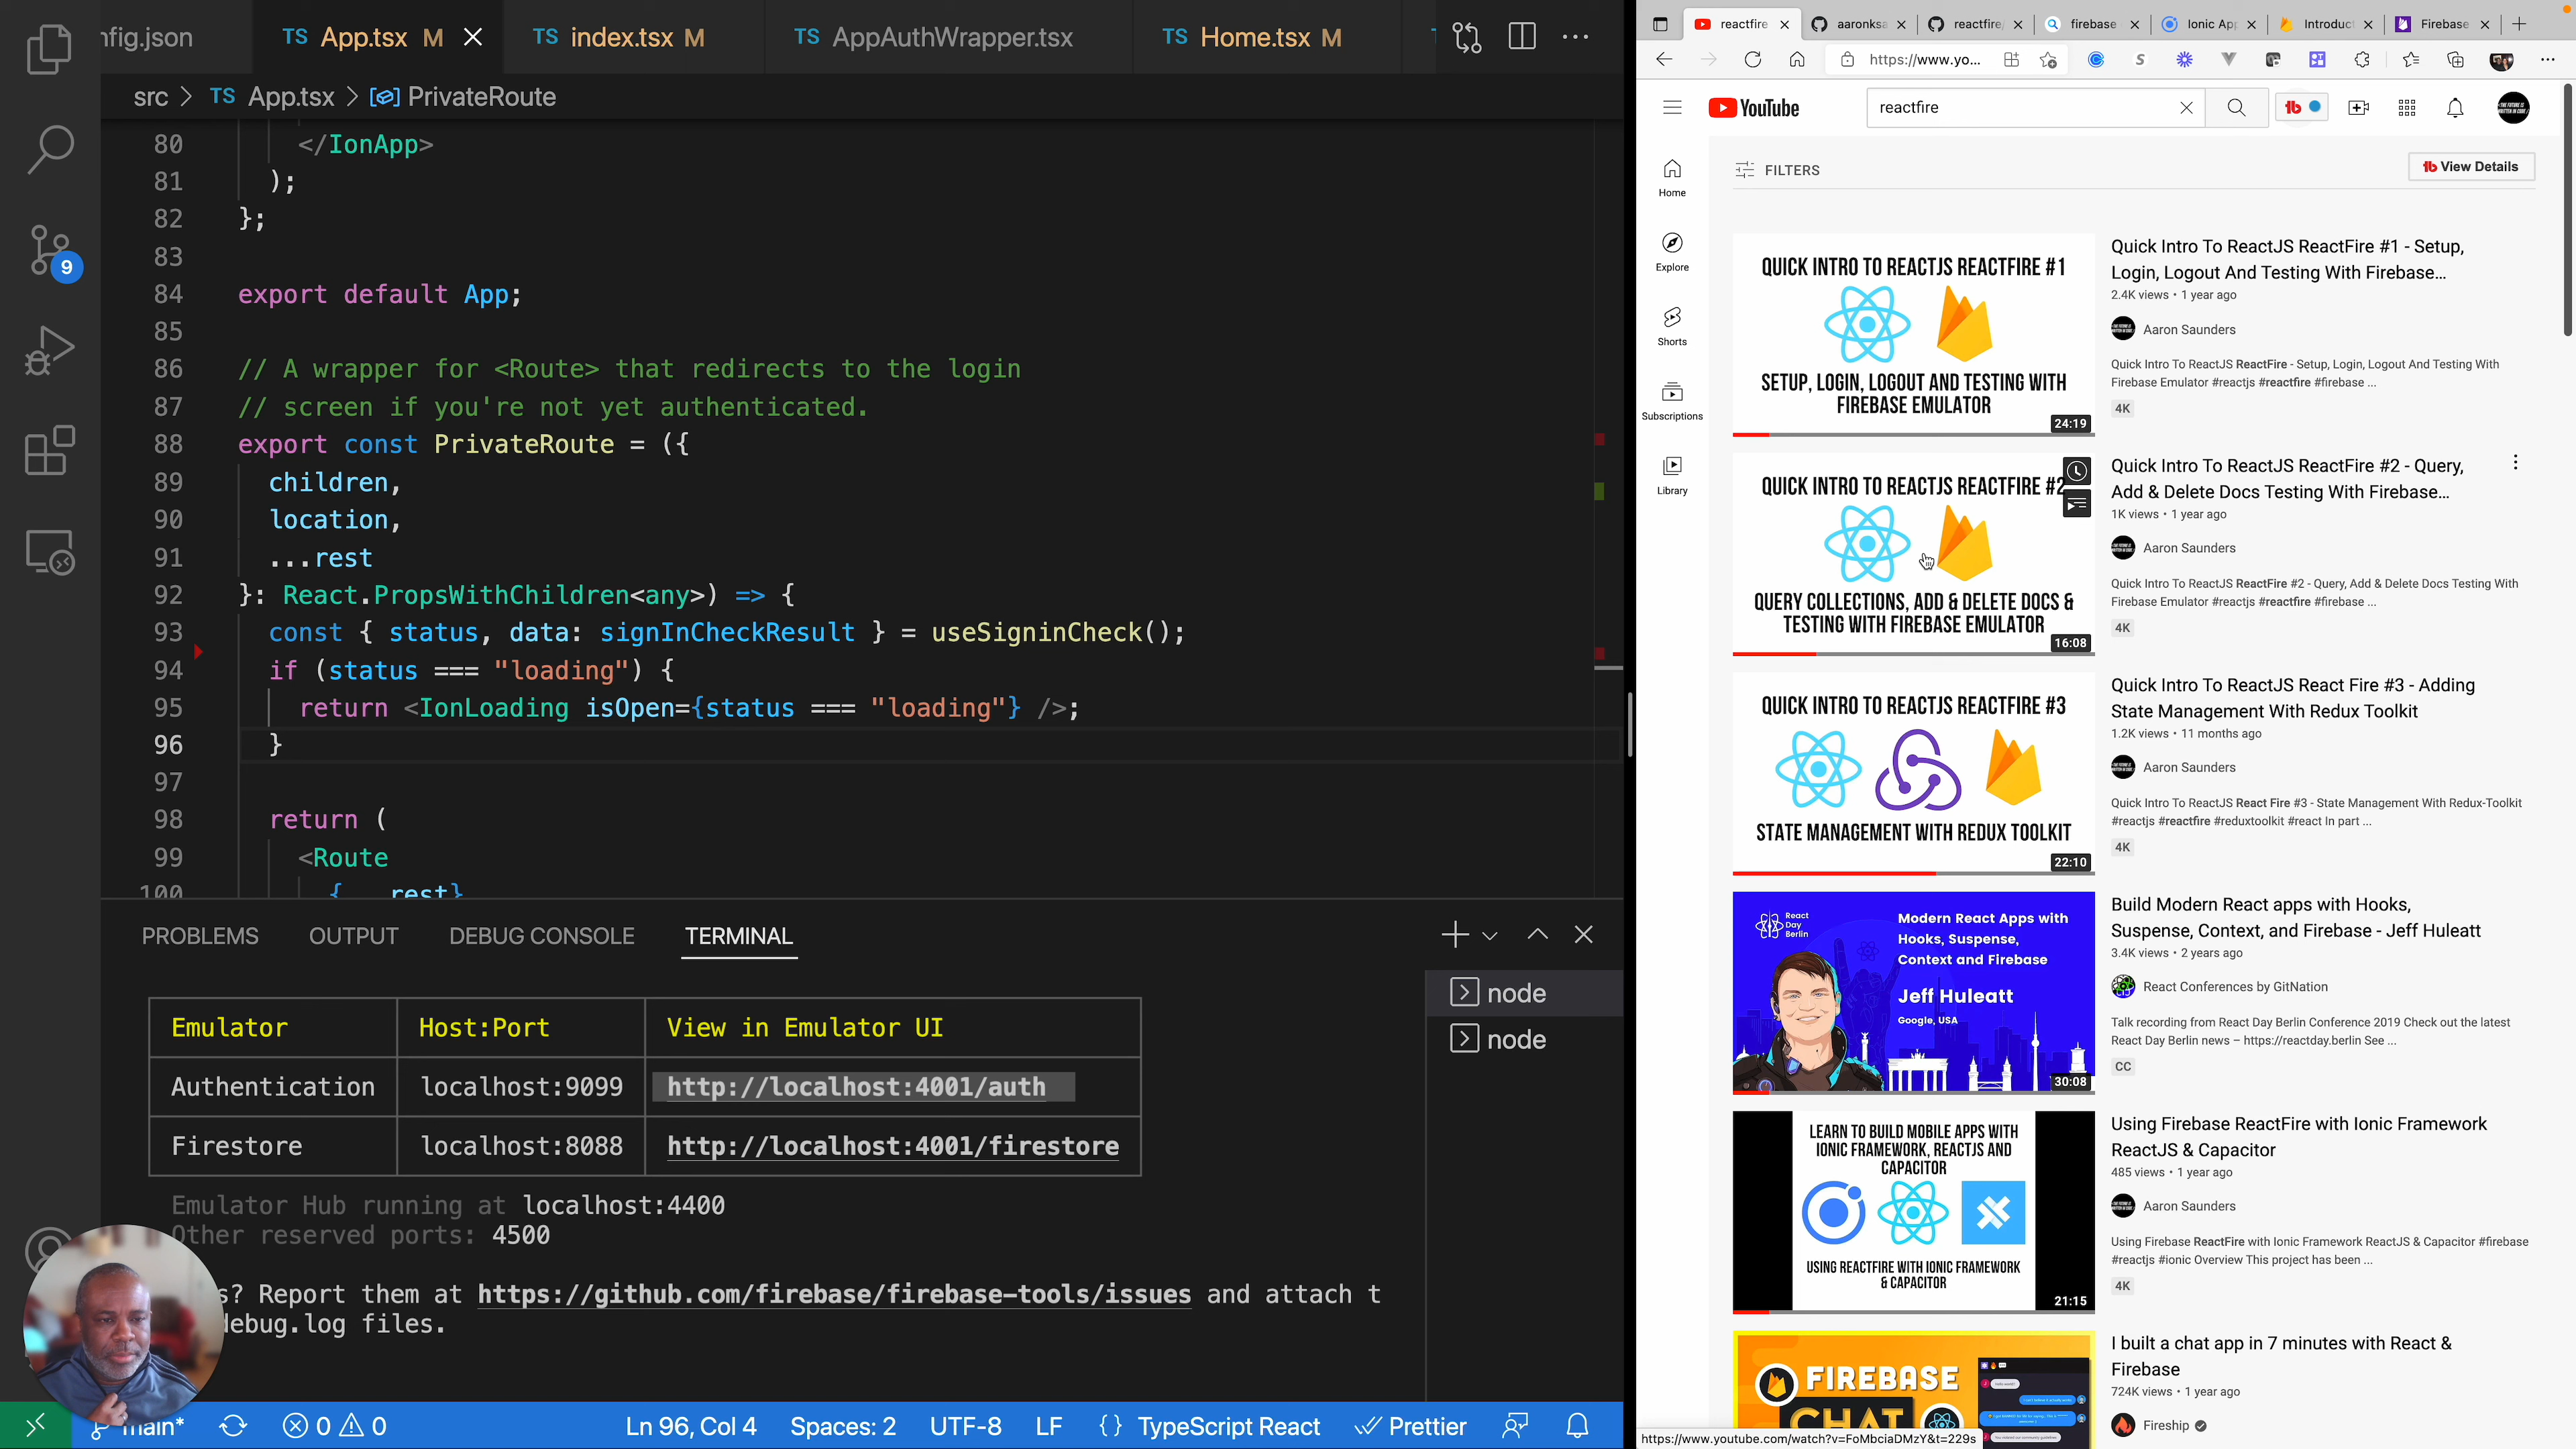 nfig.json
TS App.tsx M
TS index.tsx M
TS AppAuthWrapper.tsx
TS Home.tsx M
src > TS App.tsx > PrivateRoute
80 </IonApp>
81 );
82 };
83
84 export default App;
85
86 // A wrapper for <Route> that redirects to the login
87 // screen if you're not yet authenticated.
88 export const PrivateRoute = ({
89 children,
90 location,
91 ...rest
92 }: React.PropsWithChildren<any>) => {
93 const { status, data: signInCheckResult } = useSigninCheck();
94 if (status === "loading") {
95 return <IonLoading isOpen={status === "loading"} />;
96 }
97
98 return (
99 <Route
100 {...rest}
9
PROBLEMS OUTPUT DEBUG CONSOLE TERMINAL
Emulator Host:Port View in Emulator UI
Authentication localhost:9099 http://localhost:4001/auth
Firestore localhost:8088 http://localhost:4001/firestore
Emulator Hub running at localhost:4400
Other reserved ports: 4500
s? Report them at https://github.com/firebase/firebase-tools/issues and attach t
debug.log files.
node
node
main* 0 0 Ln 96, Col 4 Spaces: 2 UTF-8 LF {} TypeScript React Prettier
reactfire
aaronksa
reactfire/
firebase
Ionic App
Introduct
Firebase
https://www.yo...
YouTube
reactfire
Home
Explore
Shorts
Subscriptions
Library
FILTERS
View Details
QUICK INTRO TO REACTJS REACTFIRE #1
SETUP, LOGIN, LOGOUT AND TESTING WITH
FIREBASE EMULATOR
24:19
Quick Intro To ReactJS ReactFire #1 - Setup,
Login, Logout And Testing With Firebase...
2.4K views • 1 year ago
Aaron Saunders
Quick Intro To ReactJS ReactFire - Setup, Login, Logout And Testing With
Firebase Emulator #reactjs #reactfire #firebase ...
4K
QUICK INTRO TO REACTJS REACTFIRE #2
QUERY COLLECTIONS, ADD & DELETE DOCS &
TESTING WITH FIREBASE EMULATOR
16:08
Quick Intro To ReactJS ReactFire #2 - Query,
Add & Delete Docs Testing With Firebase...
1K views • 1 year ago
Aaron Saunders
Quick Intro To ReactJS ReactFire #2 - Query, Add & Delete Docs Testing With
Firebase Emulator #reactjs #reactfire #firebase ...
4K
QUICK INTRO TO REACTJS REACTFIRE #3
STATE MANAGEMENT WITH REDUX TOOLKIT
22:10
Quick Intro To ReactJS React Fire #3 - Adding
State Management With Redux Toolkit
1.2K views • 11 months ago
Aaron Saunders
Quick Intro To ReactJS React Fire #3 - State Management With Redux-Toolkit
#reactjs #reactfire #reduxtoolkit #react In part ...
4K
React
Day
Berlin
Modern React Apps with
Hooks, Suspense,
Context and Firebase
Jeff Huleatt
Google, USA
30:08
Build Modern React apps with Hooks,
Suspense, Context, and Firebase - Jeff Huleatt
3.4K views • 2 years ago
React Conferences by GitNation
Talk recording from React Day Berlin Conference 2019 Check out the latest
React Day Berlin news – https://reactday.berlin See ...
CC
LEARN TO BUILD MOBILE APPS WITH
IONIC FRAMEWORK, REACTJS AND
CAPACITOR
USING REACTFIRE WITH IONIC FRAMEWORK
& CAPACITOR
21:15
Using Firebase ReactFire with Ionic Framework
ReactJS & Capacitor
485 views • 1 year ago
Aaron Saunders
Using Firebase ReactFire with Ionic Framework ReactJS & Capacitor #firebase
#reactjs #ionic Overview This project has been ...
4K
FIREBASE
CHAT
I built a chat app in 7 minutes with React &
Firebase
724K views • 1 year ago
Fireship
https://www.youtube.com/watch?v=FoMbciaDMzY&t=229s